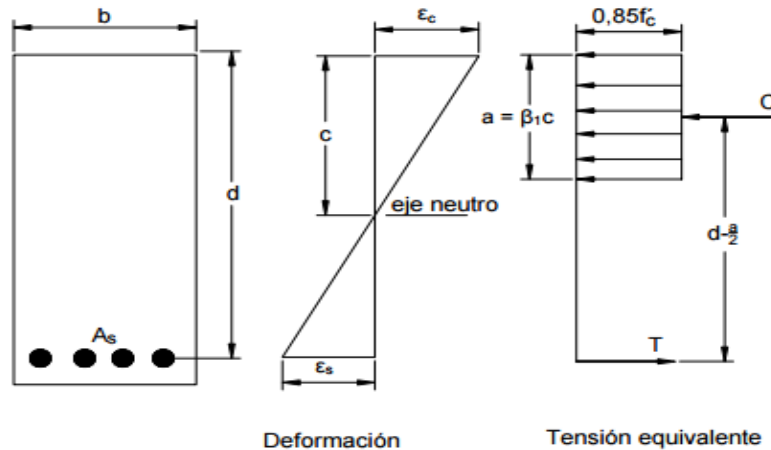 b
εc
0,85f'c
C
a = β₁c
c
d
eje neutro
d-a/2
As
T
εs
Deformación
Tensión equivalente